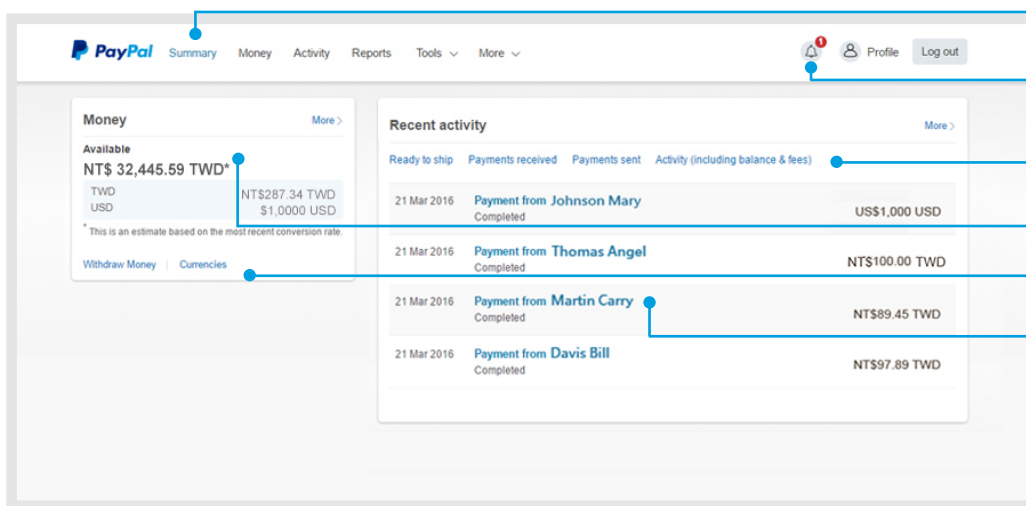 PayPal Summary Money Activity Reports Tools More 1 Profile Log out
Money More
Available
NT$ 32,445.59 TWD*
TWD NT$287.34 TWD
USD $1,0000 USD
* This is an estimate based on the most recent conversion rate.
Withdraw Money | Currencies
Recent activity More
Ready to ship Payments received Payments sent Activity (including balance & fees)
21 Mar 2016 Payment from Johnson Mary
Completed US$1,000 USD
21 Mar 2016 Payment from Thomas Angel
Completed NT$100.00 TWD
21 Mar 2016 Payment from Martin Carry
Completed NT$89.45 TWD
21 Mar 2016 Payment from Davis Bill
Completed NT$97.89 TWD